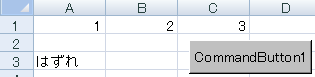 A B C D
1 1 2 3
2
3 はずれ
CommandButton1